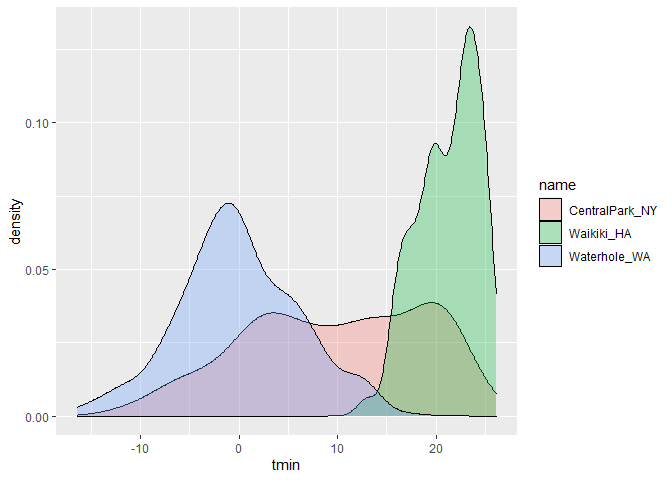 0.10
0.05
0.00
density
-10 0 10 20
tmin
name
CentralPark_NY
Waikiki_HA
Waterhole_WA